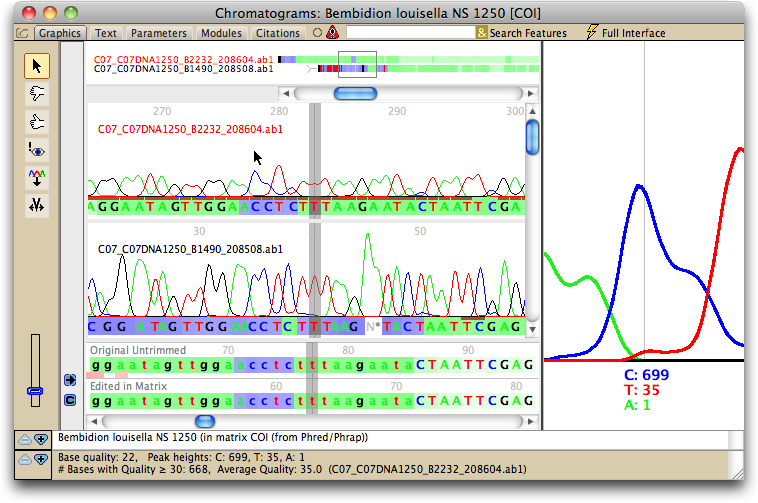 Chromatograms: Bembidion louisella NS 1250 [COI]
Graphics Text Parameters Modules Citations & Search Features Full Interface
C07_C07DNA1250_B2232_208604.ab1
C07_C07DNA1250_B1490_208508.ab1
270 280 290 300
C07_C07DNA1250_B2232_208604.ab1
AGGAATAGTTGGAACCTCTTTAAGAATACTAATTCGA
C07_C07DNA1250_B1490_208508.ab1
30 50
CGG ATAGTTGGAACCTCTTTAAGN*TACTAATTCGAG
Original Untrimmed 70 80 90
ggaatagttggaacctctttaagaataCTAATTCGAG
Edited in Matrix 60 70 80
ggaatagttggaacctctttaagaataCTAATTCGAG
C: 699
T: 35
A: 1
Bembidion louisella NS 1250 (in matrix COI (from Phred/Phrap))
Base quality: 22, Peak heights: C: 699, T: 35, A: 1
# Bases with Quality ≥ 30: 668, Average Quality: 35.0 (C07_C07DNA1250_B2232_208604.ab1)